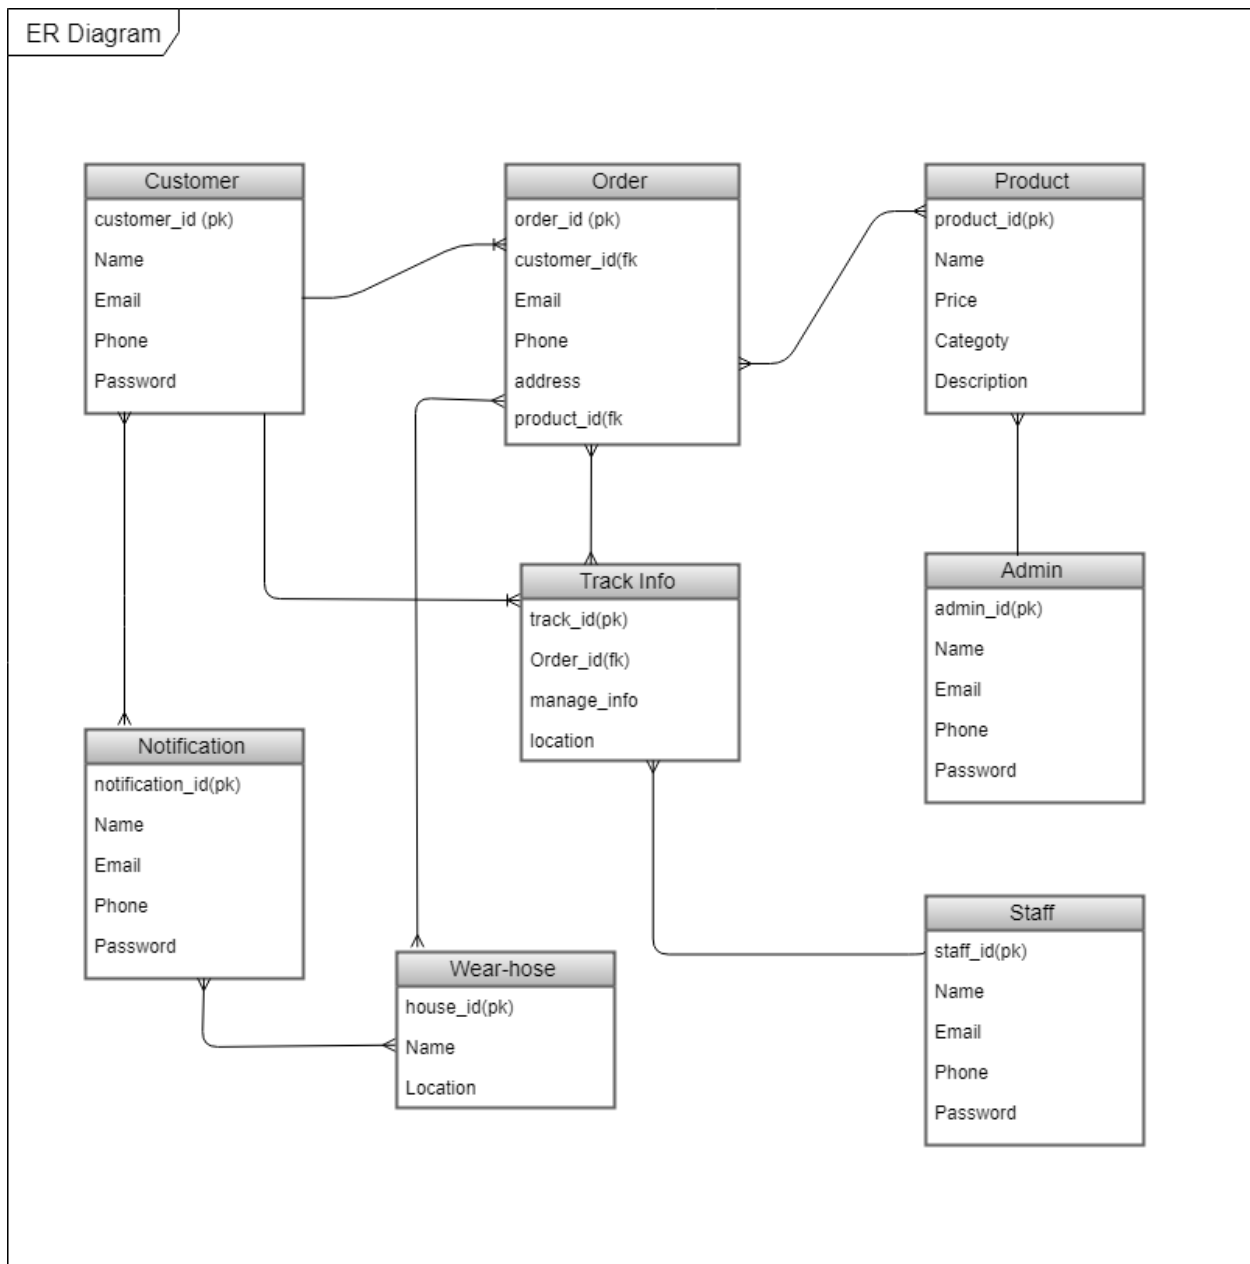 ER Diagram
Customer
customer_id (pk)
Name
Email
Phone
Password
Order
order_id (pk)
customer_id(fk
Email
Phone
address
product_id(fk
Product
product_id(pk)
Name
Price
Categoty
Description
Track Info
track_id(pk)
Order_id(fk)
manage_info
location
Admin
admin_id(pk)
Name
Email
Phone
Password
Notification
notification_id(pk)
Name
Email
Phone
Password
Wear-hose
house_id(pk)
Name
Location
Staff
staff_id(pk)
Name
Email
Phone
Password